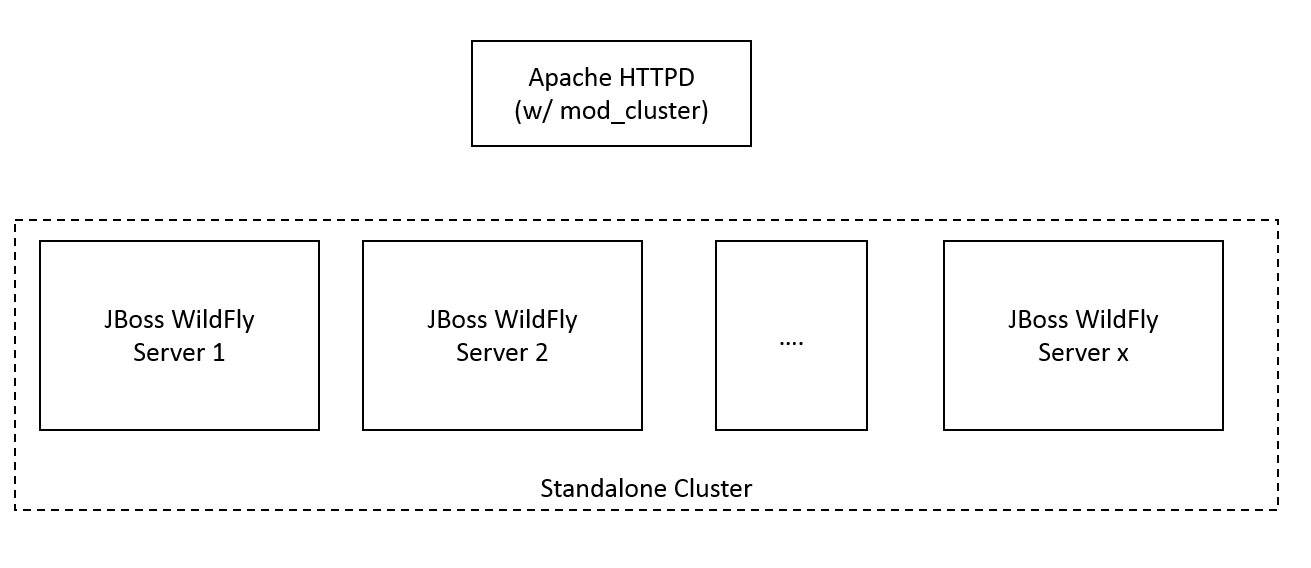 Apache HTTPD
(w/ mod_cluster)
JBoss WildFly
Server 1
JBoss WildFly
Server 2
....
JBoss WildFly
Server x
Standalone Cluster